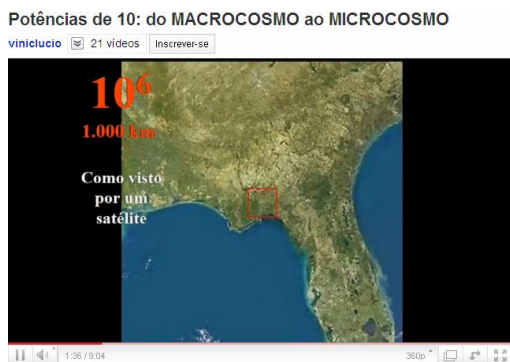 Potências de 10: do MACROCOSMO ao MICROCOSMO
viniclucio 21 vídeos Inscrever-se
10⁶
1.000 km
Como visto
por um
satélite
1:36 / 9:04 360p